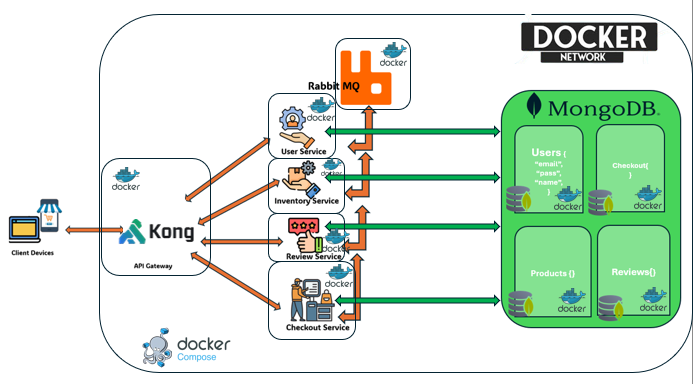 DOCKER
NETWORK
docker
Rabbit MQ
docker
User Service
docker
Inventory Service
docker
Review Service
docker
Checkout Service
docker
Kong
API Gateway
Client Devices
MongoDB.
Users {
"email",
"pass",
"name"
}
docker
Checkout{
}
docker
Products {}
docker
Reviews{}
docker
docker
Compose